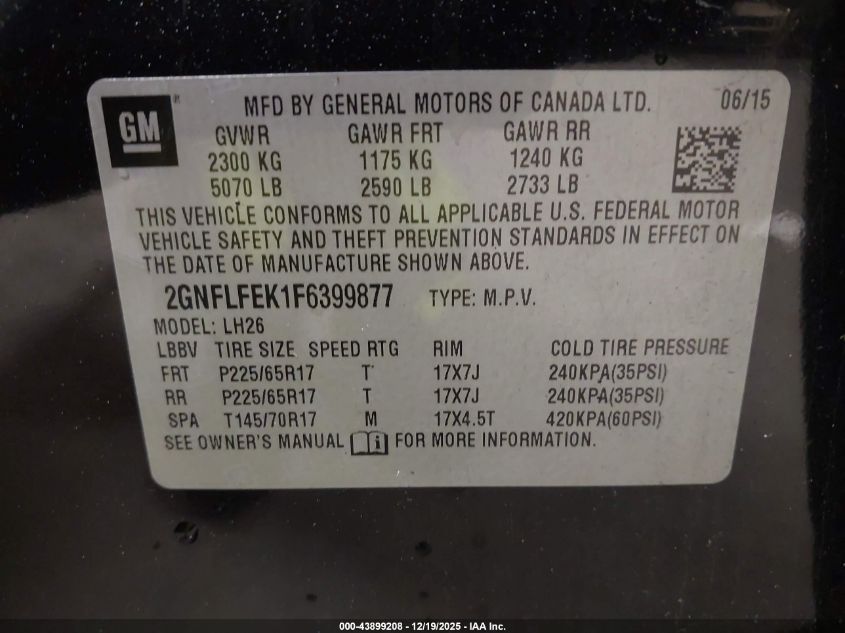 GM
MFD BY GENERAL MOTORS OF CANADA LTD. 06/15
GVWR GAWR FRT GAWR RR
2300 KG 1175 KG 1240 KG
5070 LB 2590 LB 2733 LB
THIS VEHICLE CONFORMS TO ALL APPLICABLE U.S. FEDERAL MOTOR
VEHICLE SAFETY AND THEFT PREVENTION STANDARDS IN EFFECT ON
THE DATE OF MANUFACTURE SHOWN ABOVE.
2GNFLFEK1F6399877 TYPE: M.P.V.
MODEL: LH26
LBBV TIRE SIZE SPEED RTG RIM COLD TIRE PRESSURE
FRT P225/65R17 T 17X7J 240KPA(35PSI)
RR P225/65R17 T 17X7J 240KPA(35PSI)
SPA T145/70R17 M 17X4.5T 420KPA(60PSI)
SEE OWNER'S MANUAL i FOR MORE INFORMATION.
000-43899208 - 12/19/2025 - IAA Inc.